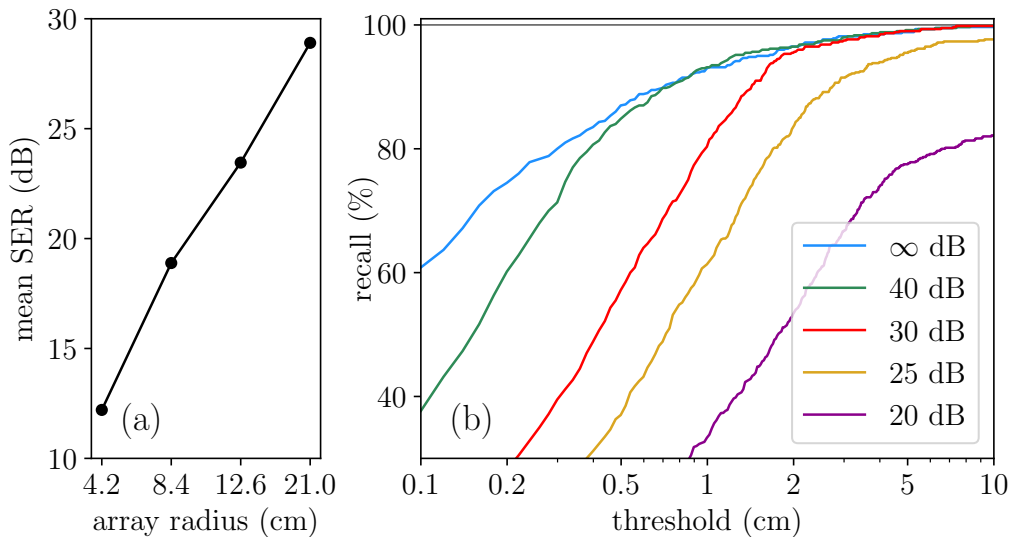 30
25
20
15
10
mean SER (dB)
(a)
4.2 8.4 12.6 21.0
array radius (cm)
100
80
60
40
recall (%)
(b)
∞ dB
40 dB
30 dB
25 dB
20 dB
0.1 0.2 0.5 1 2 5 10
threshold (cm)